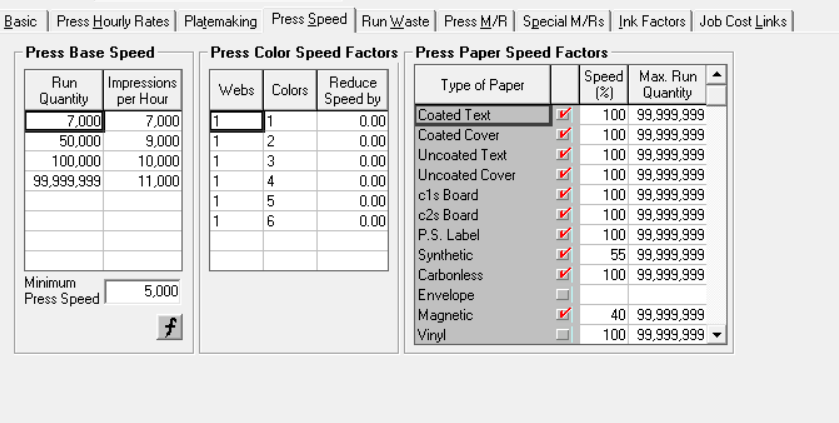 Basic Press Hourly Rates Platemaking Press Speed Run Waste Press M/R Special M/Rs Ink Factors Job Cost Links
Press Base Speed
Run Quantity Impressions per Hour
7,000 7,000
50,000 9,000
100,000 10,000
99,999,999 11,000
Minimum
Press Speed 5,000
f
Press Color Speed Factors
Webs Colors Reduce Speed by
1 1 0.00
1 2 0.00
1 3 0.00
1 4 0.00
1 5 0.00
1 6 0.00
Press Paper Speed Factors
Type of Paper Speed (%) Max. Run Quantity
Coated Text 100 99,999,999
Coated Cover 100 99,999,999
Uncoated Text 100 99,999,999
Uncoated Cover 100 99,999,999
c1s Board 100 99,999,999
c2s Board 100 99,999,999
P.S. Label 100 99,999,999
Synthetic 55 99,999,999
Carbonless 100 99,999,999
Envelope
Magnetic 40 99,999,999
Vinyl 100 99,999,999